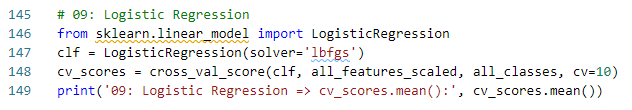 145 # 09: Logistic Regression
146 from sklearn.linear_model import LogisticRegression
147 clf = LogisticRegression(solver='lbfgs')
148 cv_scores = cross_val_score(clf, all_features_scaled, all_classes, cv=10)
149 print('09: Logistic Regression => cv_scores.mean():', cv_scores.mean())